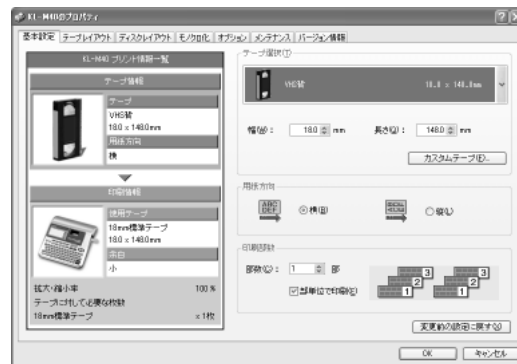 KL-M40のプロパティ
基本設定 テープレイアウト ディスクレイアウト モノクロ化 オプション メンテナンス バージョン情報
KL-M40 プリント情報一覧
テープ情報
テープ
VHS背
18.0 x 148.0mm
用紙方向
横
印刷情報
使用テープ
18mm標準テープ
18.0 x 148.0mm
余白
小
拡大・縮小率 100 %
テープに対して必要な枚数
18mm標準テープ x 1枚
テープ選択(T)
VHS背 18.0 x 148.0mm
幅(W): 18.0 mm 長さ(Q): 148.0 mm
カスタムテープ(E)...
用紙方向
ABC
DEF
横(B)
縦(L)
印刷部数
部数(C): 1 部
部単位で印刷(E)
3
2
1
3
2
1
変更前の設定に戻す(X)
OK キャンセル